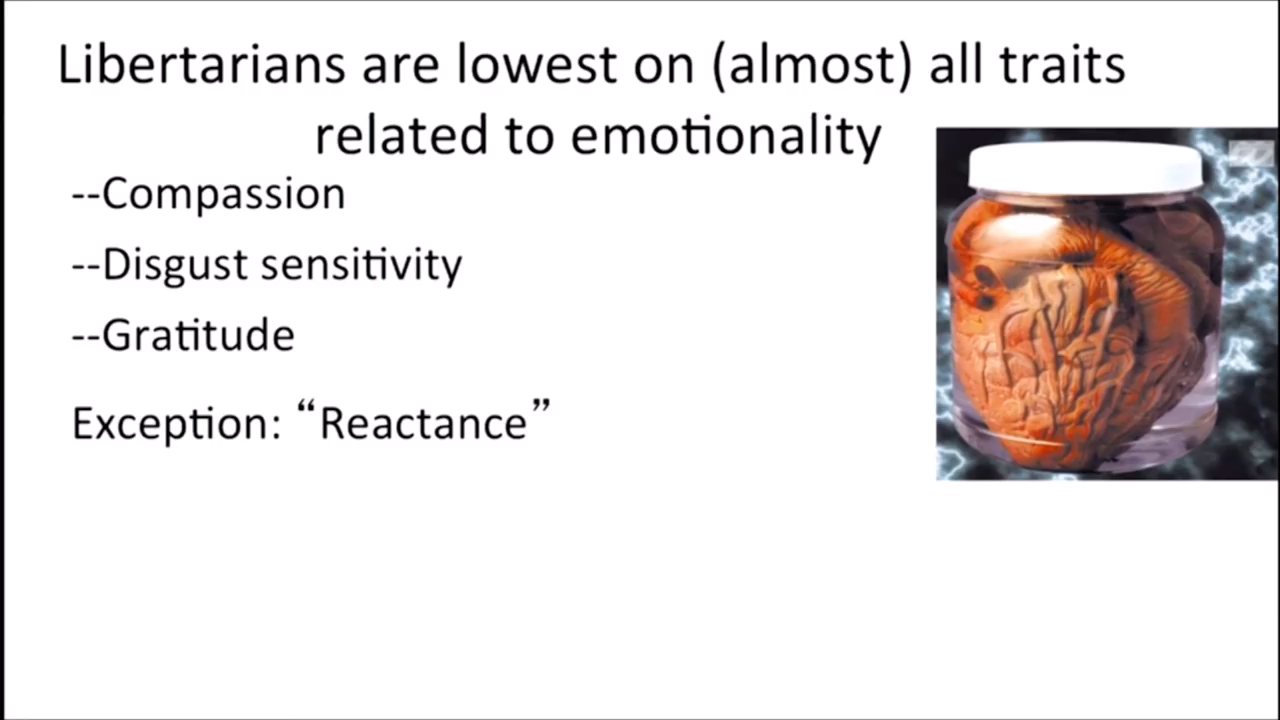 Libertarians are lowest on (almost) all traits
related to emotionality
--Compassion
--Disgust sensitivity
--Gratitude
Exception: “Reactance”